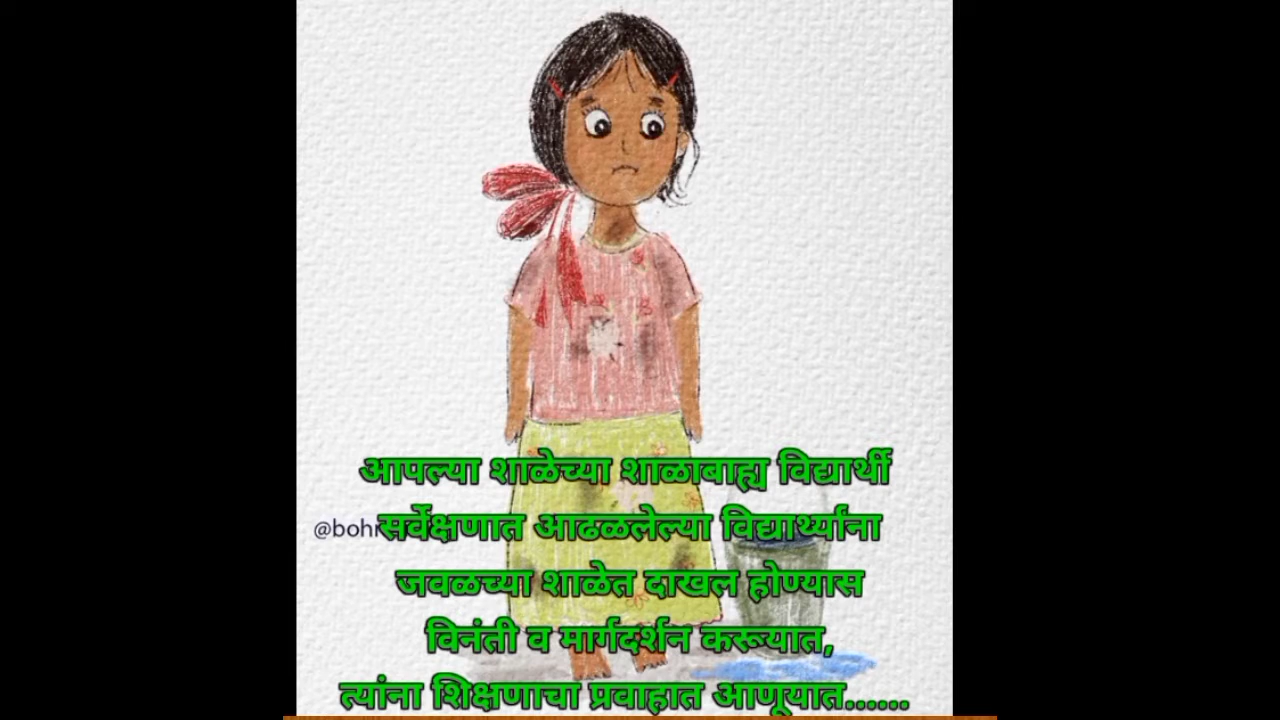 आपल्या शाळेच्या शाळाबाह्य विद्यार्थी
सर्वेक्षणात आढळलेल्या विद्यार्थ्यांना
जवळच्या शाळेत दाखल होण्यास
विनंती व मार्गदर्शन करूयात,
त्यांना शिक्षणाचा प्रवाहात आणूयात......